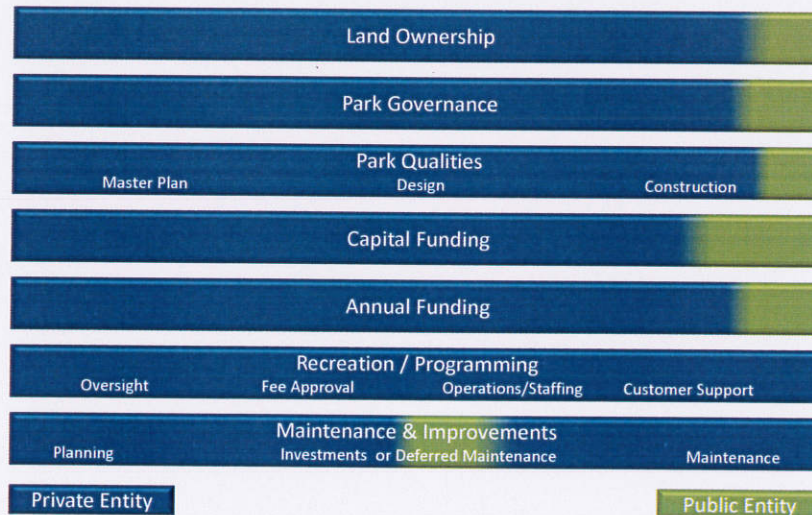 Land Ownership
Park Governance
Park Qualities
Master Plan Design Construction
Capital Funding
Annual Funding
Recreation / Programming
Oversight Fee Approval Operations/Staffing Customer Support
Maintenance & Improvements
Planning Investments or Deferred Maintenance Maintenance
Private Entity Public Entity